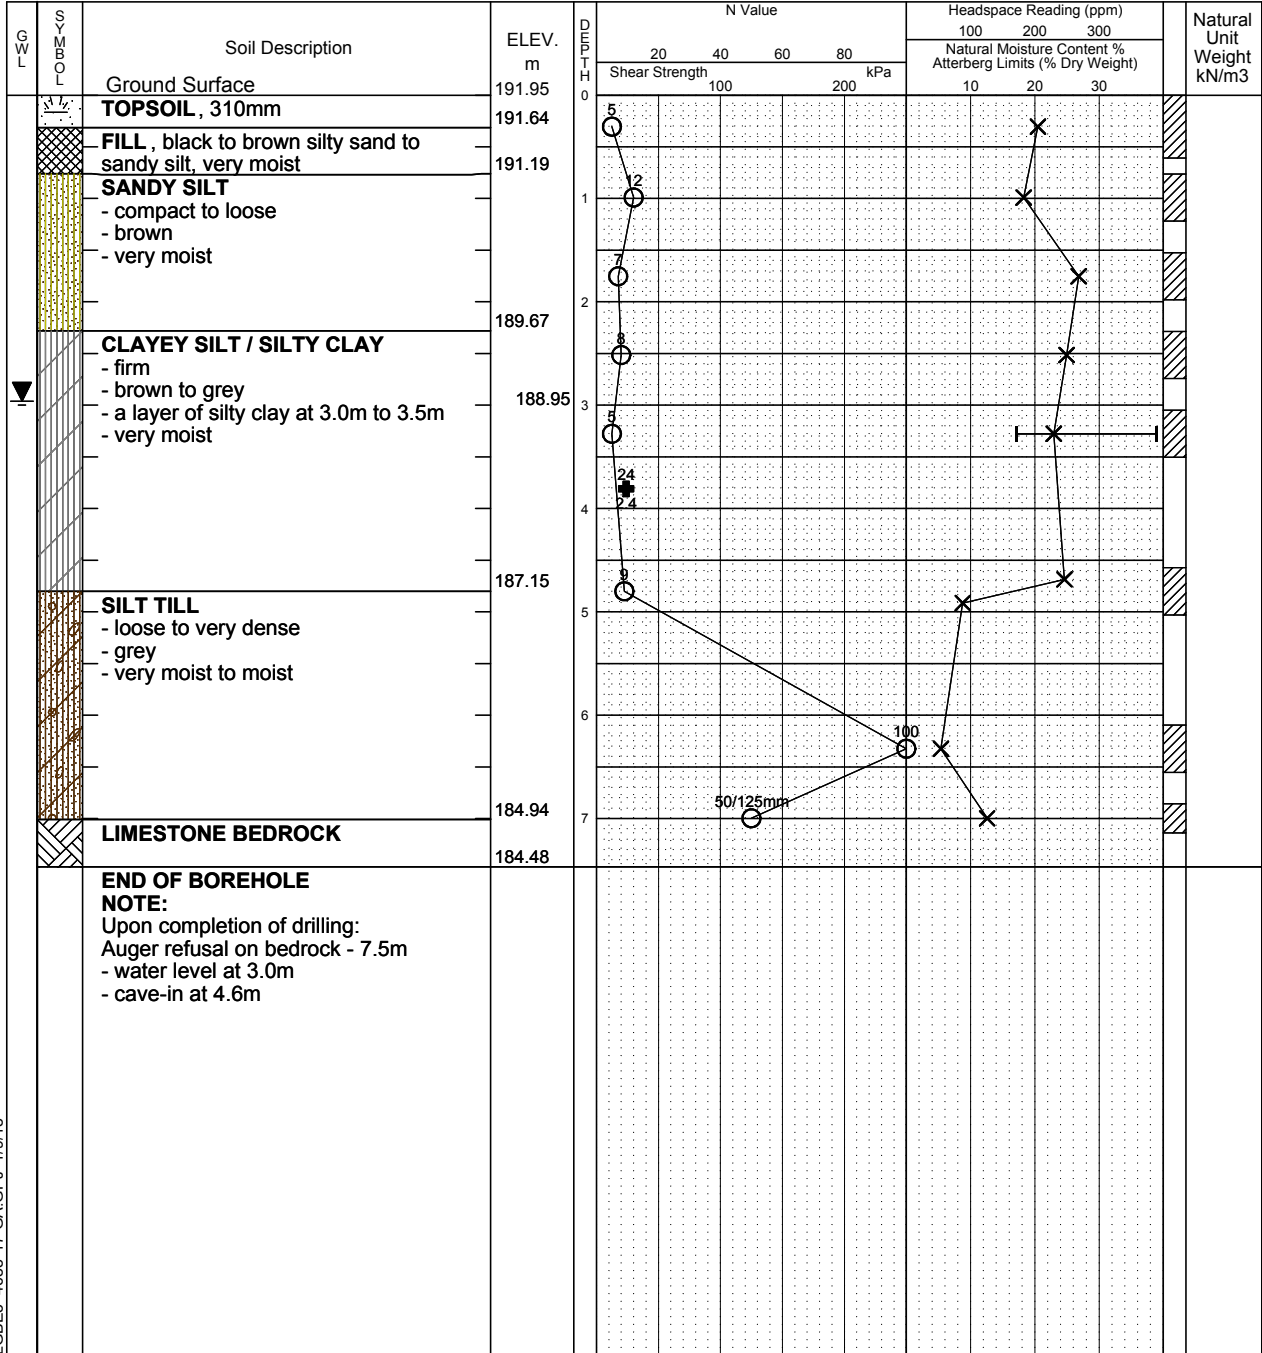 GWL
SYMBOL
Soil Description
Ground Surface
ELEV.
m
191.95
DEPTH
N Value
20 40 60 80
Shear Strength kPa
100 200
Headspace Reading (ppm)
100 200 300
Natural Moisture Content %
Atterberg Limits (% Dry Weight)
10 20 30
Natural
Unit
Weight
kN/m3
0
TOPSOIL, 310mm
191.64
5
FILL, black to brown silty sand to
sandy silt, very moist
191.19
SANDY SILT
- compact to loose
- brown
- very moist
12
1
7
2
189.67
CLAYEY SILT / SILTY CLAY
- firm
- brown to grey
- a layer of silty clay at 3.0m to 3.5m
- very moist
8
188.95
3
5
24
2.4
4
187.15
9
SILT TILL
- loose to very dense
- grey
- very moist to moist
5
6
100
50/125mm
184.94
7
LIMESTONE BEDROCK
184.48
END OF BOREHOLE
NOTE:
Upon completion of drilling:
Auger refusal on bedrock - 7.5m
- water level at 3.0m
- cave-in at 4.6m